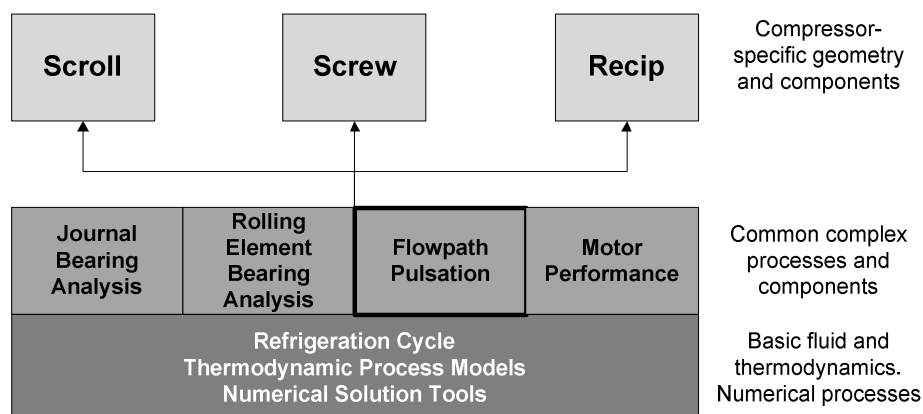 Scroll
Screw
Recip
Compressor-
specific geometry
and components
Journal
Bearing
Analysis
Rolling
Element
Bearing
Analysis
Flowpath
Pulsation
Motor
Performance
Common complex
processes and
components
Refrigeration Cycle
Thermodynamic Process Models
Numerical Solution Tools
Basic fluid and
thermodynamics.
Numerical processes